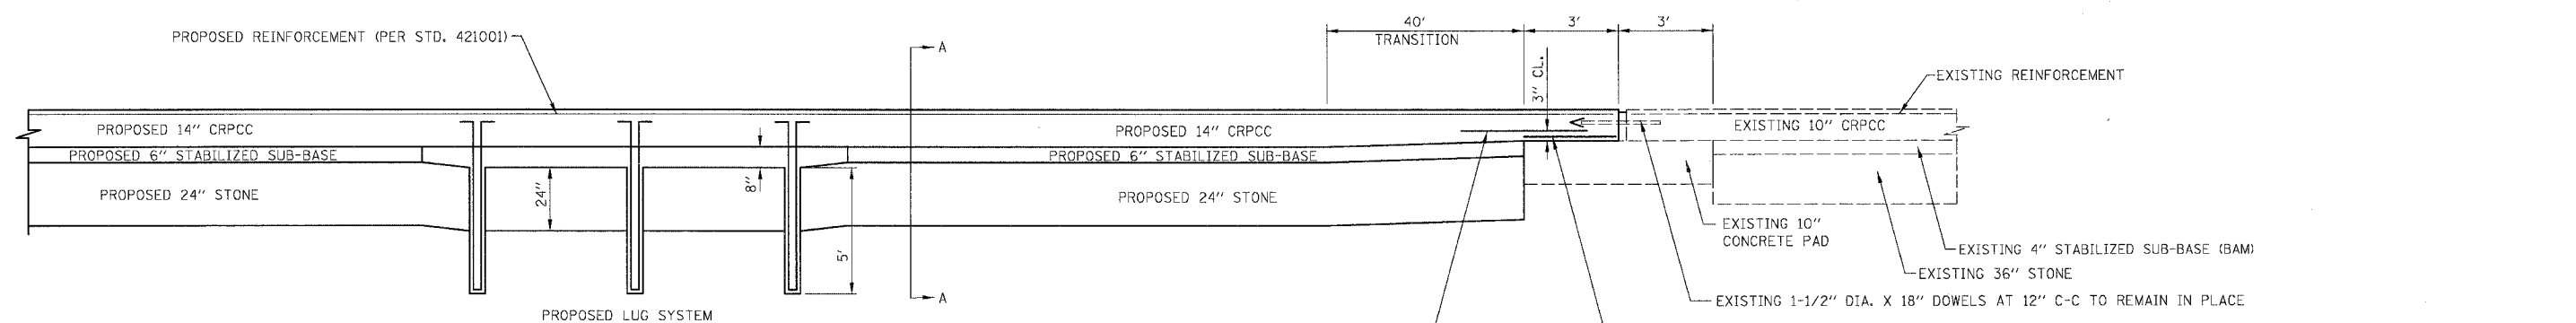 40'
3'
3'
TRANSITION
PROPOSED REINFORCEMENT (PER STD. 421001)
A
3" CL.
EXISTING REINFORCEMENT
PROPOSED 14" CRPCC
PROPOSED 14" CRPCC
EXISTING 10" CRPCC
PROPOSED 6" STABILIZED SUB-BASE
PROPOSED 6" STABILIZED SUB-BASE
8"
24"
PROPOSED 24" STONE
PROPOSED 24" STONE
EXISTING 10"
CONCRETE PAD
5'
EXISTING 4" STABILIZED SUB-BASE (BAM)
EXISTING 36" STONE
A
EXISTING 1-1/2" DIA. X 18" DOWELS AT 12" C-C TO REMAIN IN PLACE
PROPOSED LUG SYSTEM